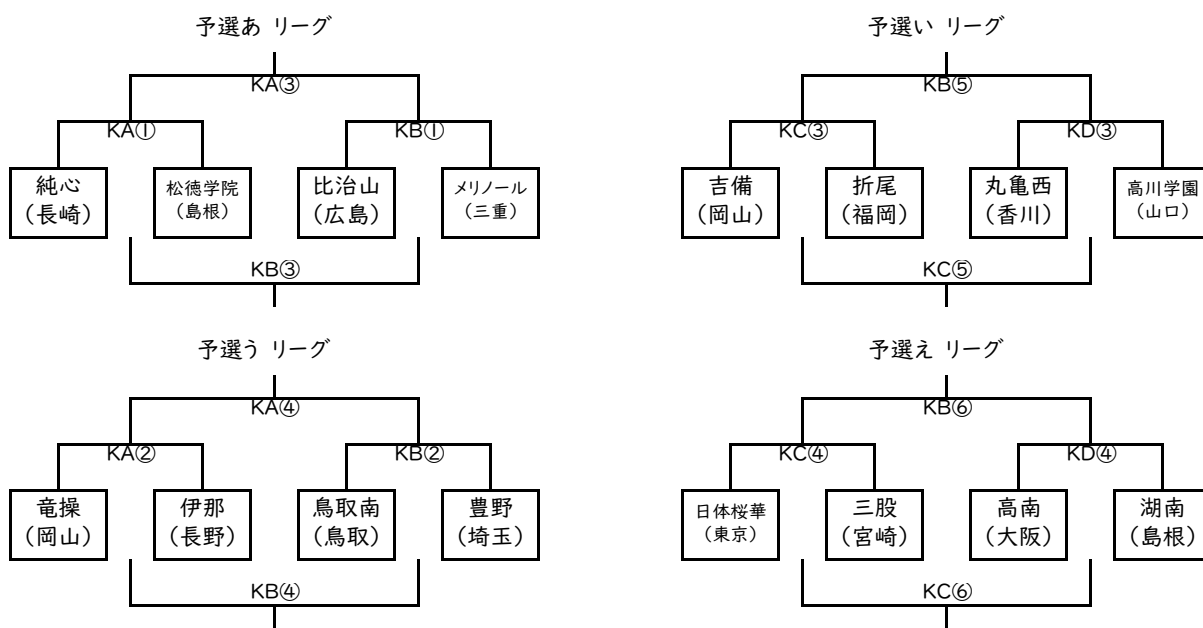 予選あ リーグ
KA③
KA①
KB①
純心
(長崎)
松徳学院
(島根)
比治山
(広島)
メリノール
(三重)
KB③
予選い リーグ
KB⑤
KC③
KD③
吉備
(岡山)
折尾
(福岡)
丸亀西
(香川)
高川学園
(山口)
KC⑤
予選う リーグ
KA④
KA②
KB②
竜操
(岡山)
伊那
(長野)
鳥取南
(鳥取)
豊野
(埼玉)
KB④
予選え リーグ
KB⑥
KC④
KD④
日体桜華
(東京)
三股
(宮崎)
高南
(大阪)
湖南
(島根)
KC⑥